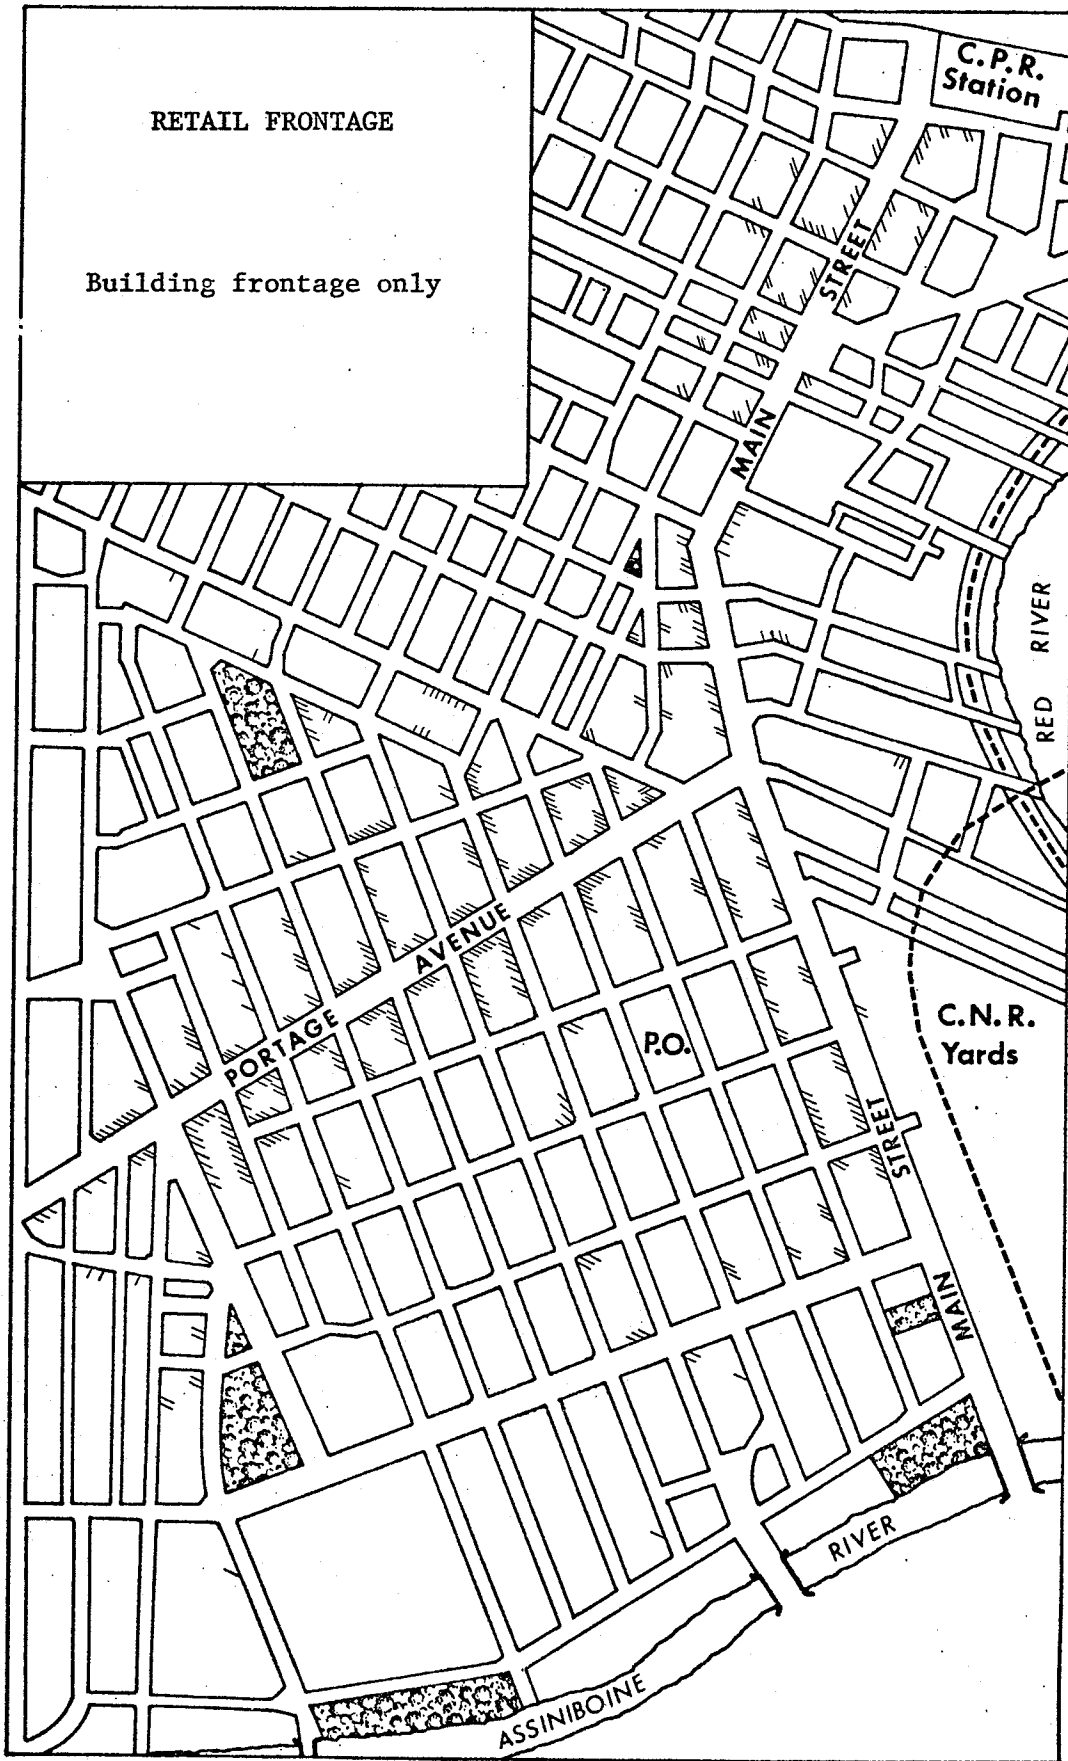 RETAIL FRONTAGE
Building frontage only
C.P.R.
Station
STREET
MAIN
RED RIVER
AVENUE
PORTAGE
P.O.
C.N.R.
Yards
STREET
MAIN
RIVER
ASSINIBOINE